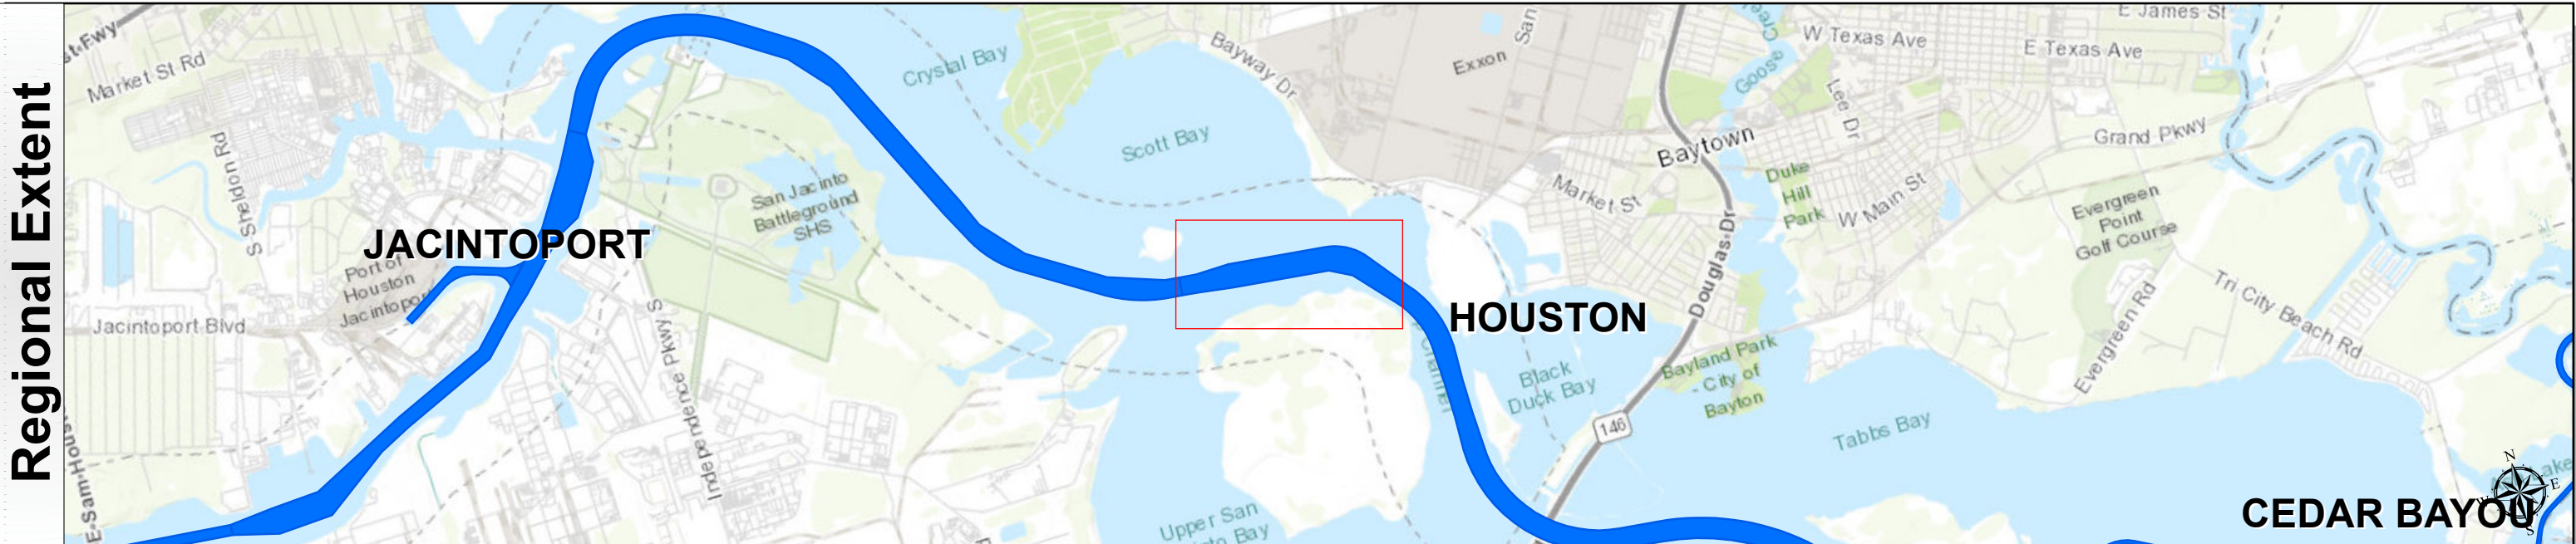 Regional Extent
Market St Rd
S Sheldon Rd
JACINTOPORT
Port of
Houston
Jacintoport
Jacintoport Blvd
San Jacinto
Battleground
SHS
Independence Pkwy S
Crystal Bay
Scott Bay
Bayway Dr
Exxon
San
Baytown
Market St
Douglas Dr
HOUSTON
Black
Duck Bay
146
Bayland Park
- City of
Bayton
Upper San
Bay
Tabbs Bay
Goose
Creek
W Texas Ave
E Texas Ave
E James St
Lee Dr
Duke
Hill
Park
W Main St
Grand Pkwy
Evergreen
Point
Golf Course
Evergreen Rd
Tri City Beach Rd
CEDAR BAYOU
N
E
S